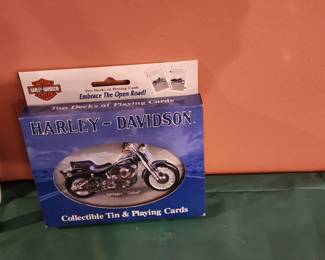 HARLEY-DAVIDSON
Two Decks of Playing Cards
Embrace The Open Road!
Two Decks of Playing Cards
HARLEY-DAVIDSON
Collectible Tin & Playing Cards